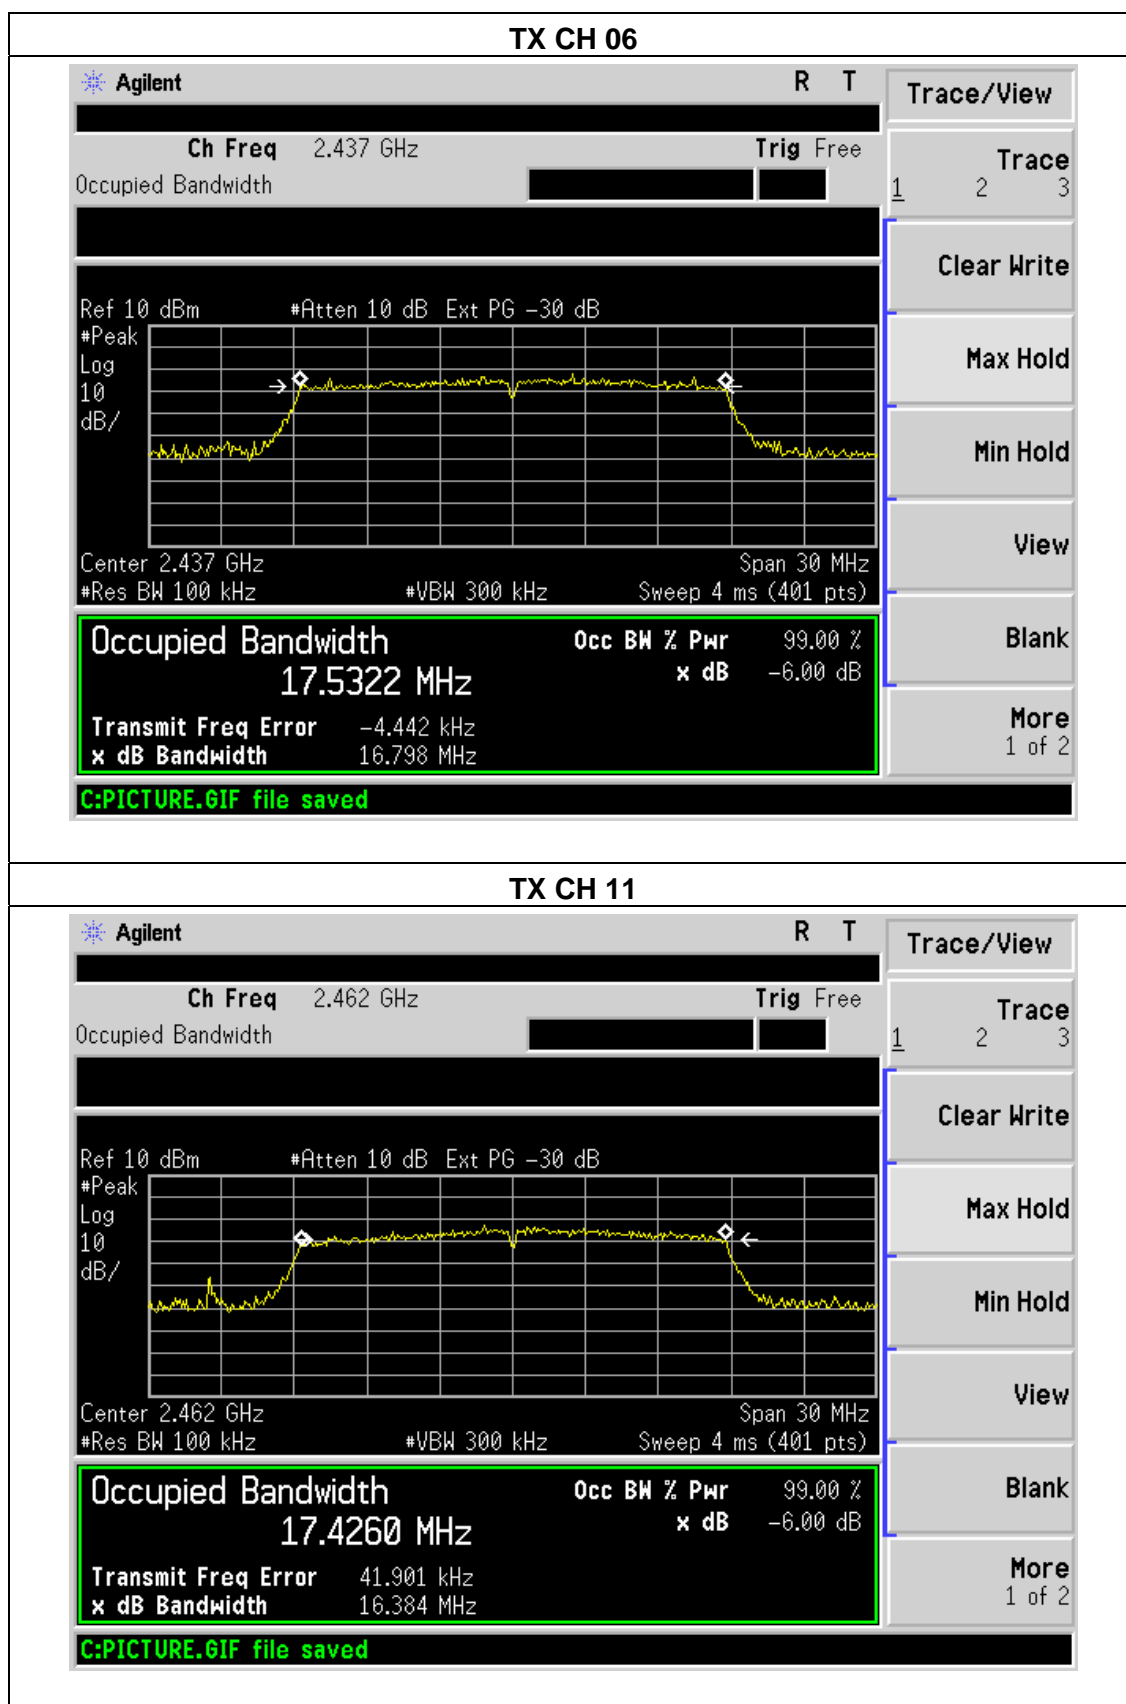 TX CH 06
Agilent R T
Trace/View
Ch Freq 2.437 GHz Trig Free
Occupied Bandwidth
Trace
1 2 3
Clear Write
Ref 10 dBm #Atten 10 dB Ext PG -30 dB
#Peak
Log
10
dB/
Max Hold
Min Hold
View
Center 2.437 GHz Span 30 MHz
#Res BW 100 kHz #VBW 300 kHz Sweep 4 ms (401 pts)
Occupied Bandwidth Occ BW % Pwr 99.00 %
17.5322 MHz x dB -6.00 dB
Blank
Transmit Freq Error -4.442 kHz
x dB Bandwidth 16.798 MHz
More
1 of 2
C:PICTURE.GIF file saved
TX CH 11
Agilent R T
Trace/View
Ch Freq 2.462 GHz Trig Free
Occupied Bandwidth
Trace
1 2 3
Clear Write
Ref 10 dBm #Atten 10 dB Ext PG -30 dB
#Peak
Log
10
dB/
Max Hold
Min Hold
View
Center 2.462 GHz Span 30 MHz
#Res BW 100 kHz #VBW 300 kHz Sweep 4 ms (401 pts)
Occupied Bandwidth Occ BW % Pwr 99.00 %
17.4260 MHz x dB -6.00 dB
Blank
Transmit Freq Error 41.901 kHz
x dB Bandwidth 16.384 MHz
More
1 of 2
C:PICTURE.GIF file saved